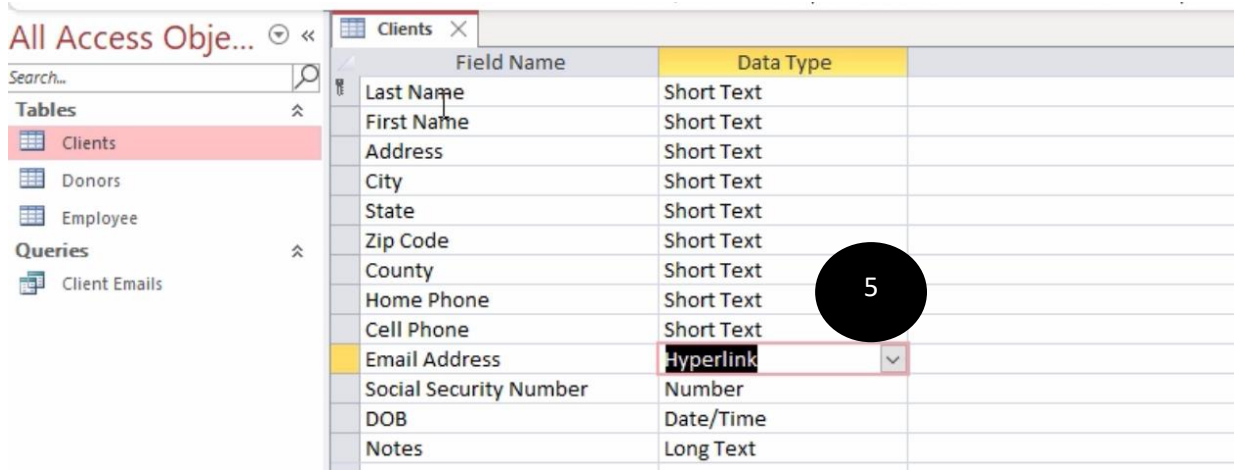 All Access Obje... «
Search...
Tables
Clients
Donors
Employee
Queries
Client Emails
Clients
Field Name Data Type
Last Name Short Text
First Name Short Text
Address Short Text
City Short Text
State Short Text
Zip Code Short Text
County Short Text
Home Phone Short Text
Cell Phone Short Text
Email Address Hyperlink
Social Security Number Number
DOB Date/Time
Notes Long Text
5